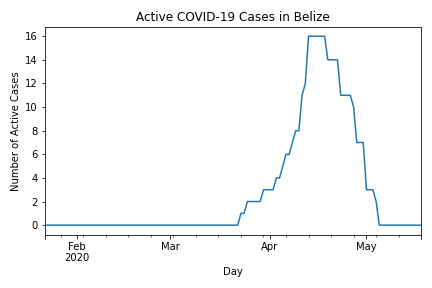 Active COVID-19 Cases in Belize
Number of Active Cases
16
14
12
10
8
6
4
2
0
Feb
2020
Mar
Apr
May
Day